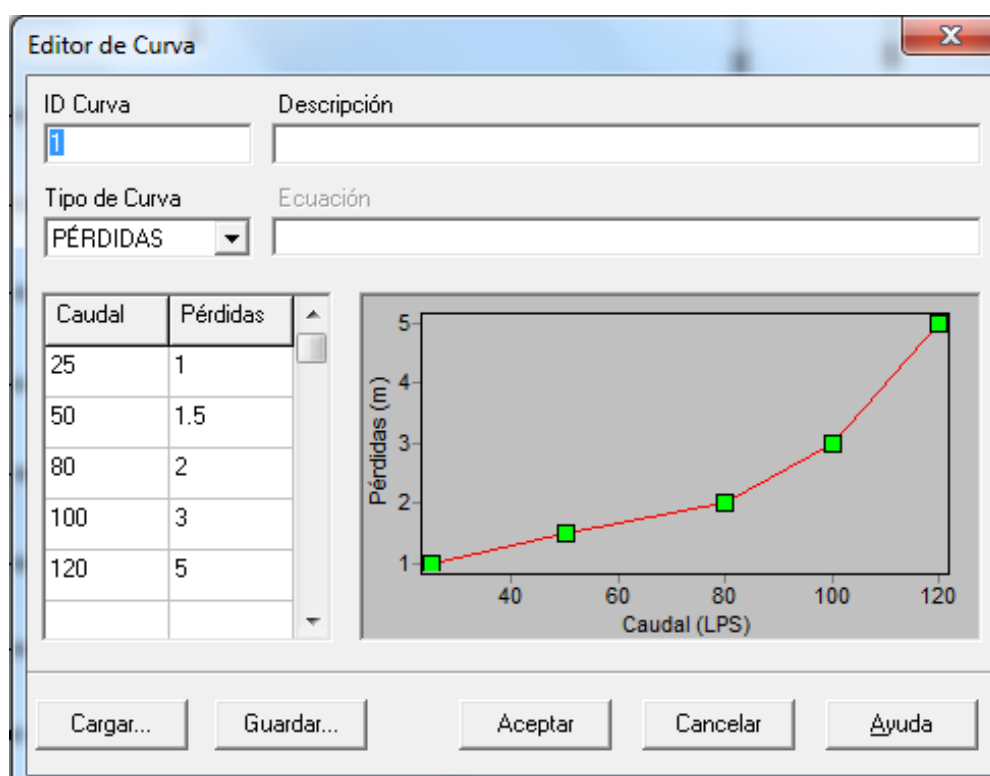 Editor de Curva
ID Curva Descripción
1
Tipo de Curva Ecuación
PÉRDIDAS
Caudal Pérdidas
25 1
50 1.5
80 2
100 3
120 5
Pérdidas (m)
5
4
3
2
1
40 60 80 100 120
Caudal (LPS)
Cargar... Guardar... Aceptar Cancelar Ayuda